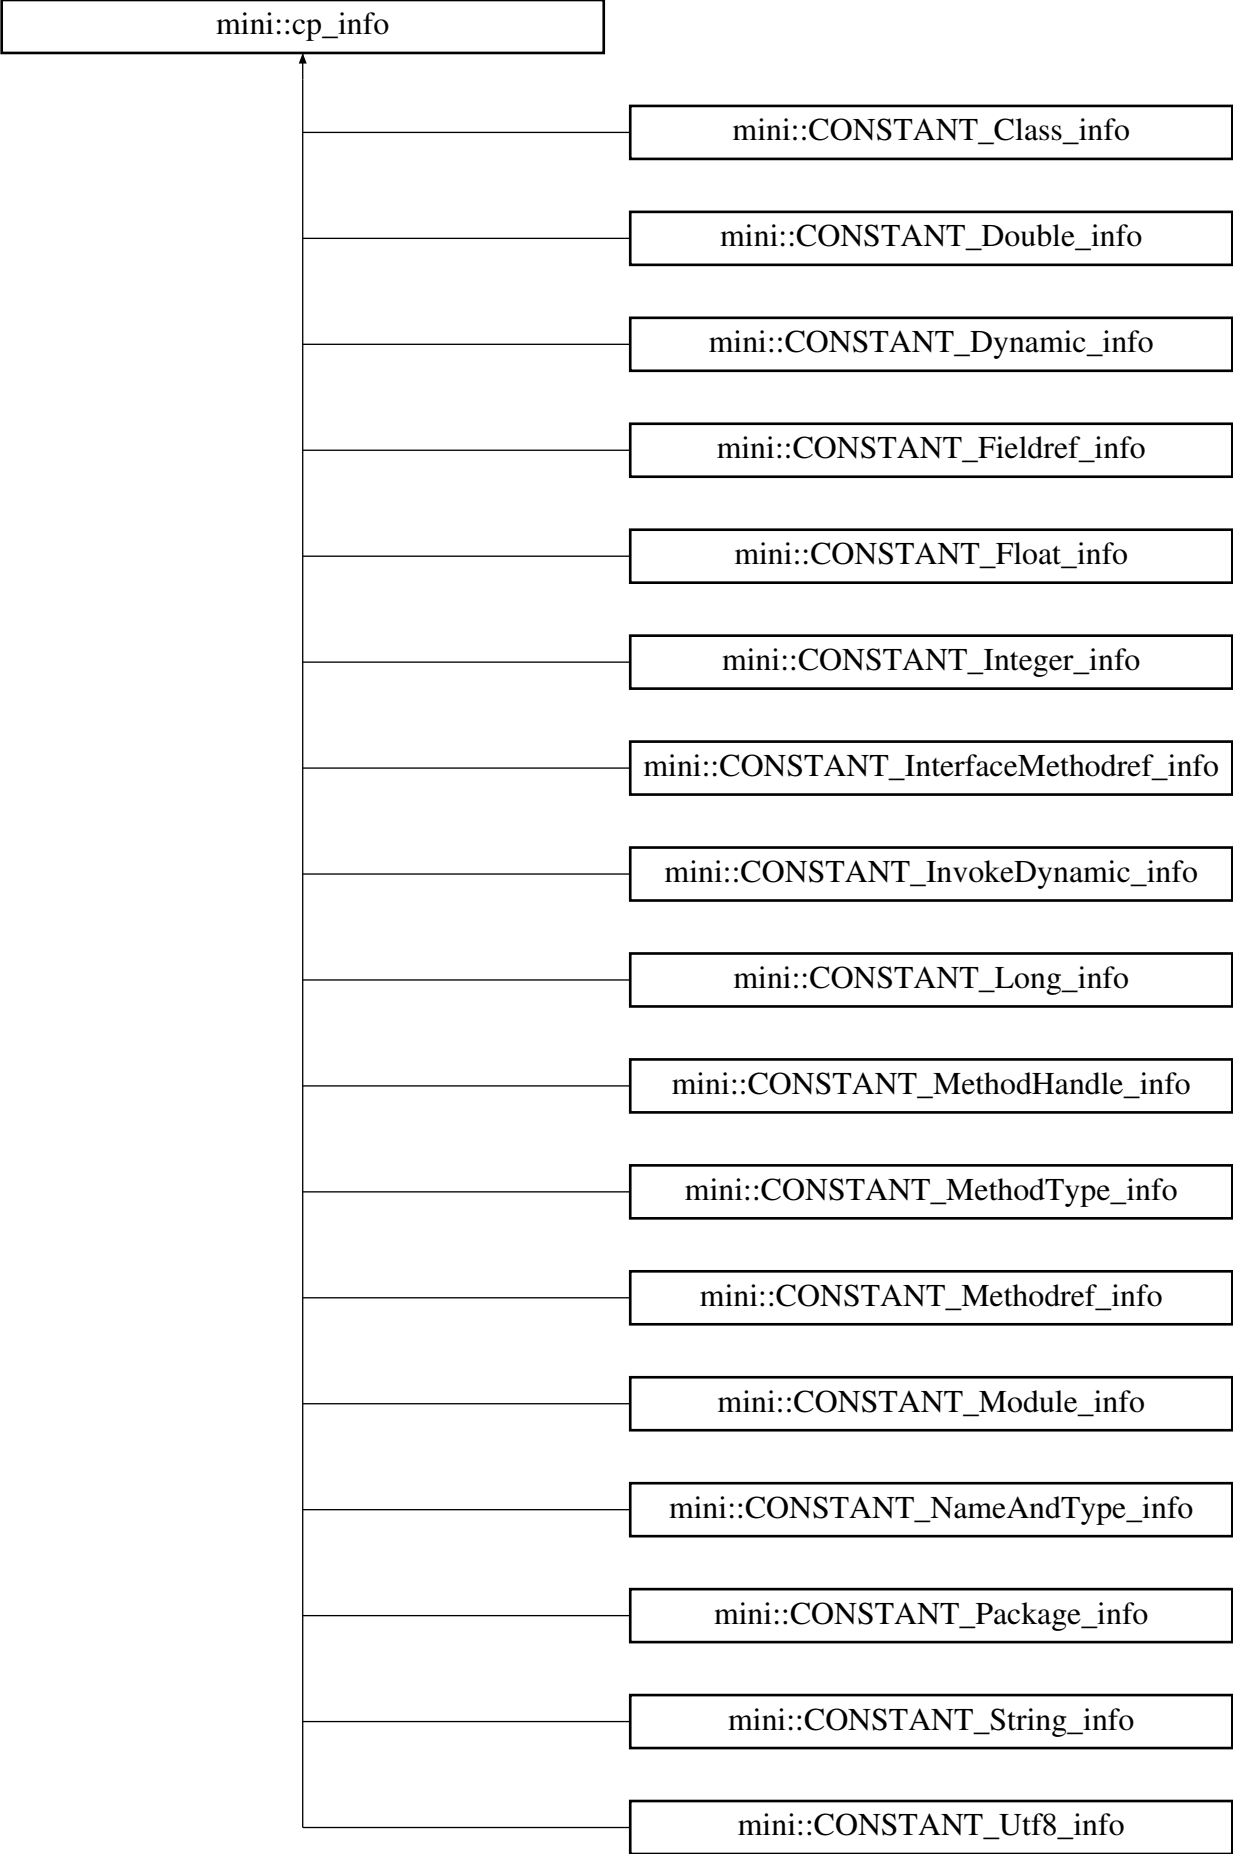 mini::cp_info
mini::CONSTANT_Class_info
mini::CONSTANT_Double_info
mini::CONSTANT_Dynamic_info
mini::CONSTANT_Fieldref_info
mini::CONSTANT_Float_info
mini::CONSTANT_Integer_info
mini::CONSTANT_InterfaceMethodref_info
mini::CONSTANT_InvokeDynamic_info
mini::CONSTANT_Long_info
mini::CONSTANT_MethodHandle_info
mini::CONSTANT_MethodType_info
mini::CONSTANT_Methodref_info
mini::CONSTANT_Module_info
mini::CONSTANT_NameAndType_info
mini::CONSTANT_Package_info
mini::CONSTANT_String_info
mini::CONSTANT_Utf8_info